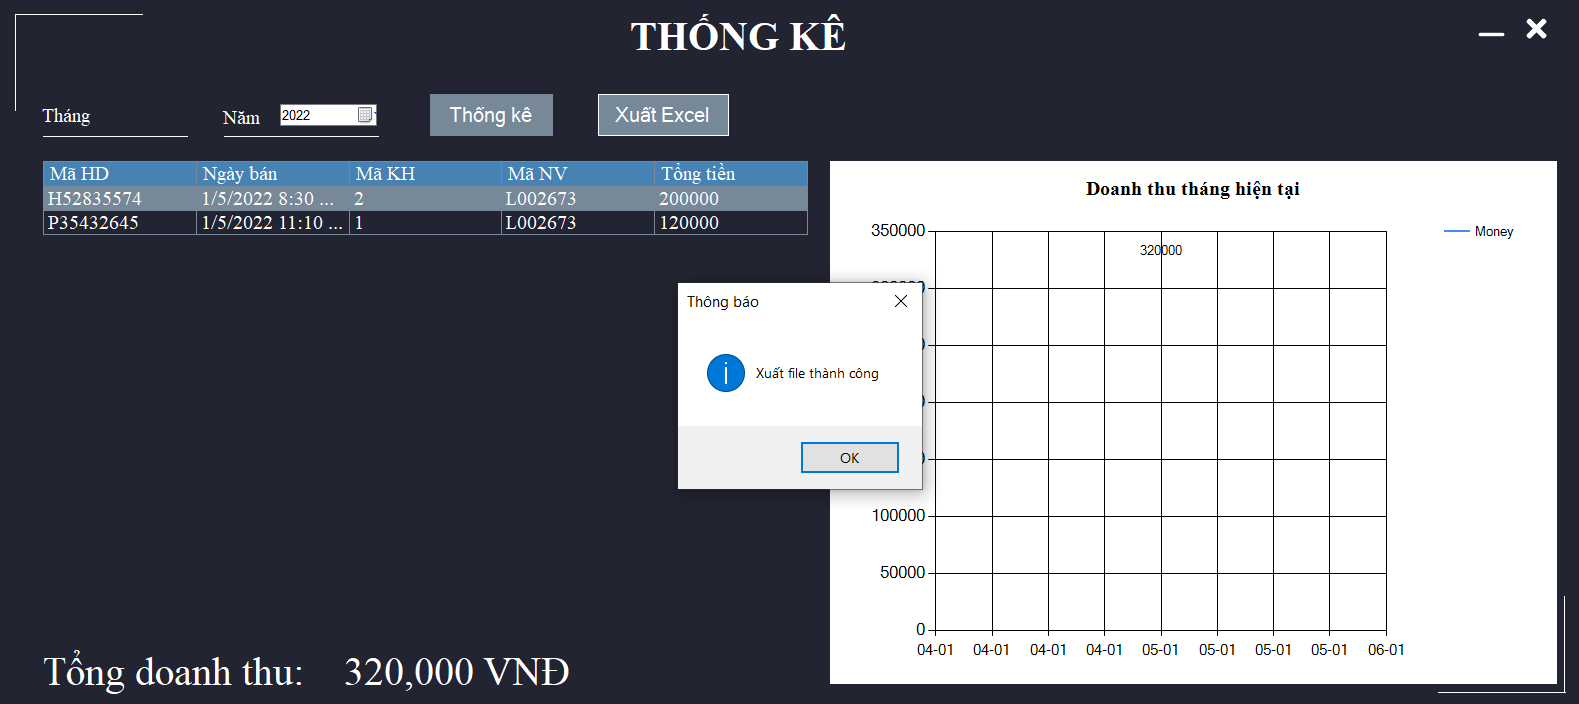 THỐNG KÊ
Tháng
Năm 2022 Thống kê Xuất Excel
Mã HD Ngày bán Mã KH Mã NV Tổng tiền
H52835574 1/5/2022 8:30 ... 2 L002673 200000
P35432645 1/5/2022 11:10 ... 1 L002673 120000
Doanh thu tháng hiện tại
350000
320000
Money
Thông báo
Xuất file thành công
OK
100000
50000
0
04-01 04-01 04-01 04-01 05-01 05-01 05-01 05-01 06-01
Tổng doanh thu: 320,000 VNĐ